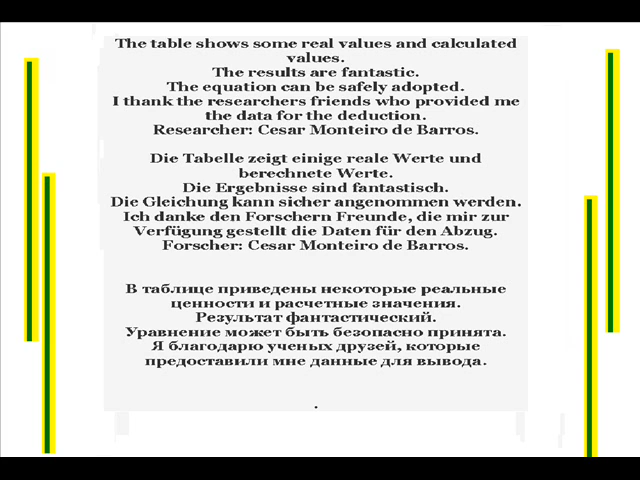 The table shows some real values and calculated
values.
The results are fantastic.
The equation can be safely adopted.
I thank the researchers friends who provided me
the data for the deduction.
Researcher: Cesar Monteiro de Barros.
Die Tabelle zeigt einige reale Werte und
berechnete Werte.
Die Ergebnisse sind fantastisch.
Die Gleichung kann sicher angenommen werden.
Ich danke den Forschern Freunde, die mir zur
Verfügung gestellt die Daten für den Abzug.
Forscher: Cesar Monteiro de Barros.
В таблице приведены некоторые реальные
ценности и расчетные значения.
Результат фантастический.
Уравнение может быть безопасно принята.
Я благодарю ученых друзей, которые
предоставили мне данные для вывода.
.